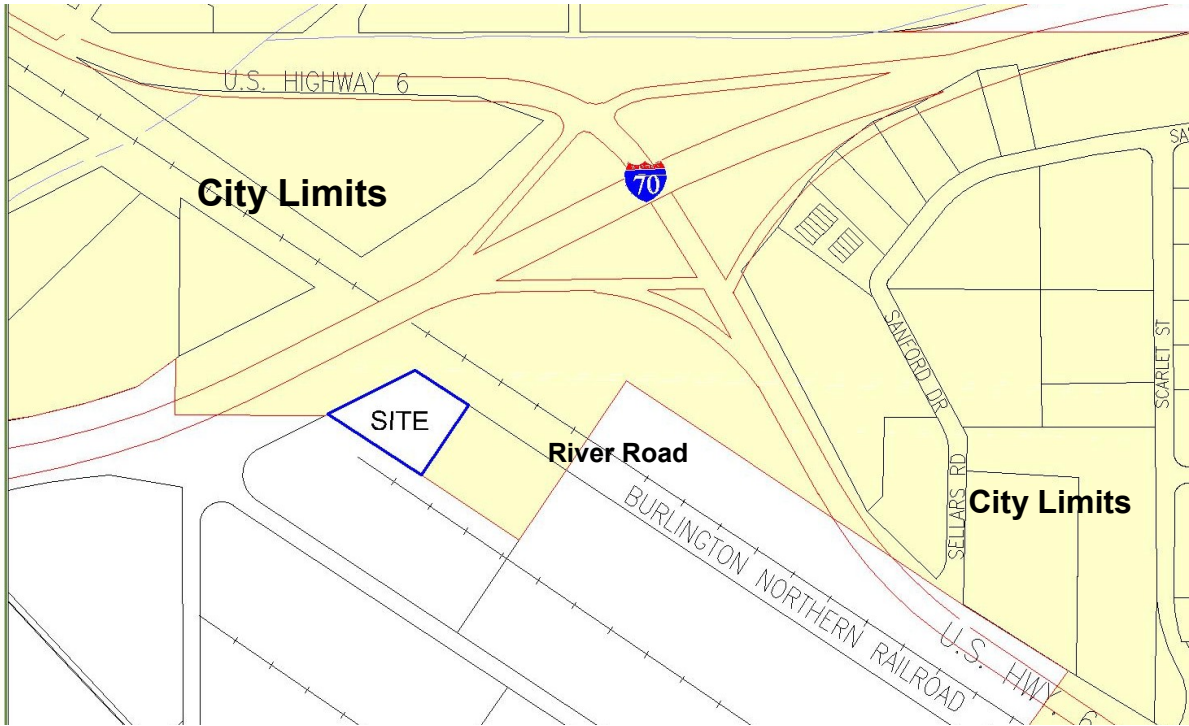 U.S. HIGHWAY 6
City Limits
70
SANFORD DR
SCARLET ST
SITE
River Road
SELLARS RD
City Limits
BURLINGTON NORTHERN RAILROAD
U.S. HWY. 6